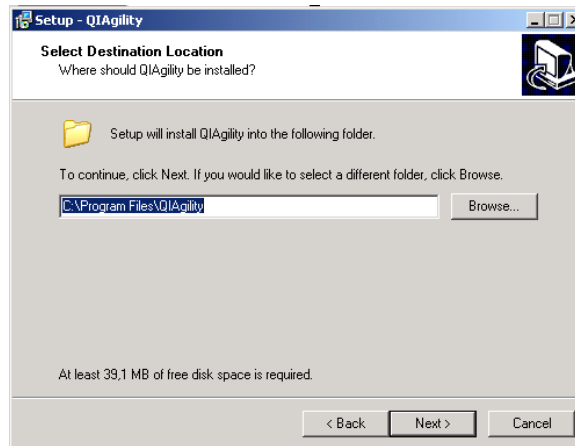 Setup - QIAgility
Select Destination Location
Where should QIAgility be installed?
Setup will install QIAgility into the following folder.
To continue, click Next. If you would like to select a different folder, click Browse.
C:\Program Files\QIAgility
Browse...
At least 39,1 MB of free disk space is required.
< Back
Next >
Cancel